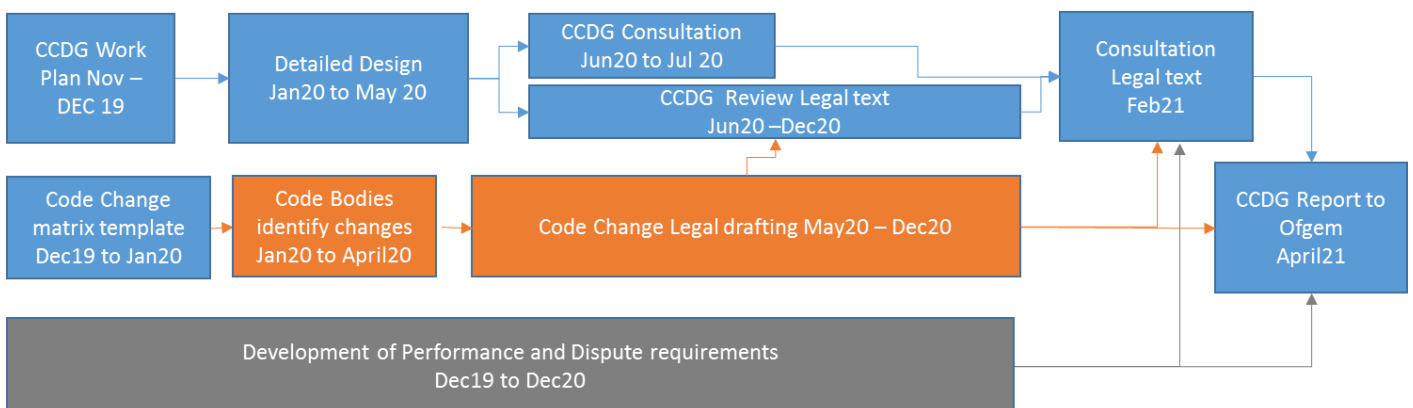 CCDG Work
Plan Nov –
DEC 19
Detailed Design
Jan20 to May 20
CCDG Consultation
Jun20 to Jul 20
CCDG  Review Legal text
Jun20 –Dec20
Consultation
Legal text
Feb21
Code Change
matrix template
Dec19 to Jan20
Code Bodies
identify changes
Jan20 to April20
Code Change Legal drafting May20 – Dec20
CCDG Report to
Ofgem
April21
Development of Performance and Dispute requirements
Dec19 to Dec20